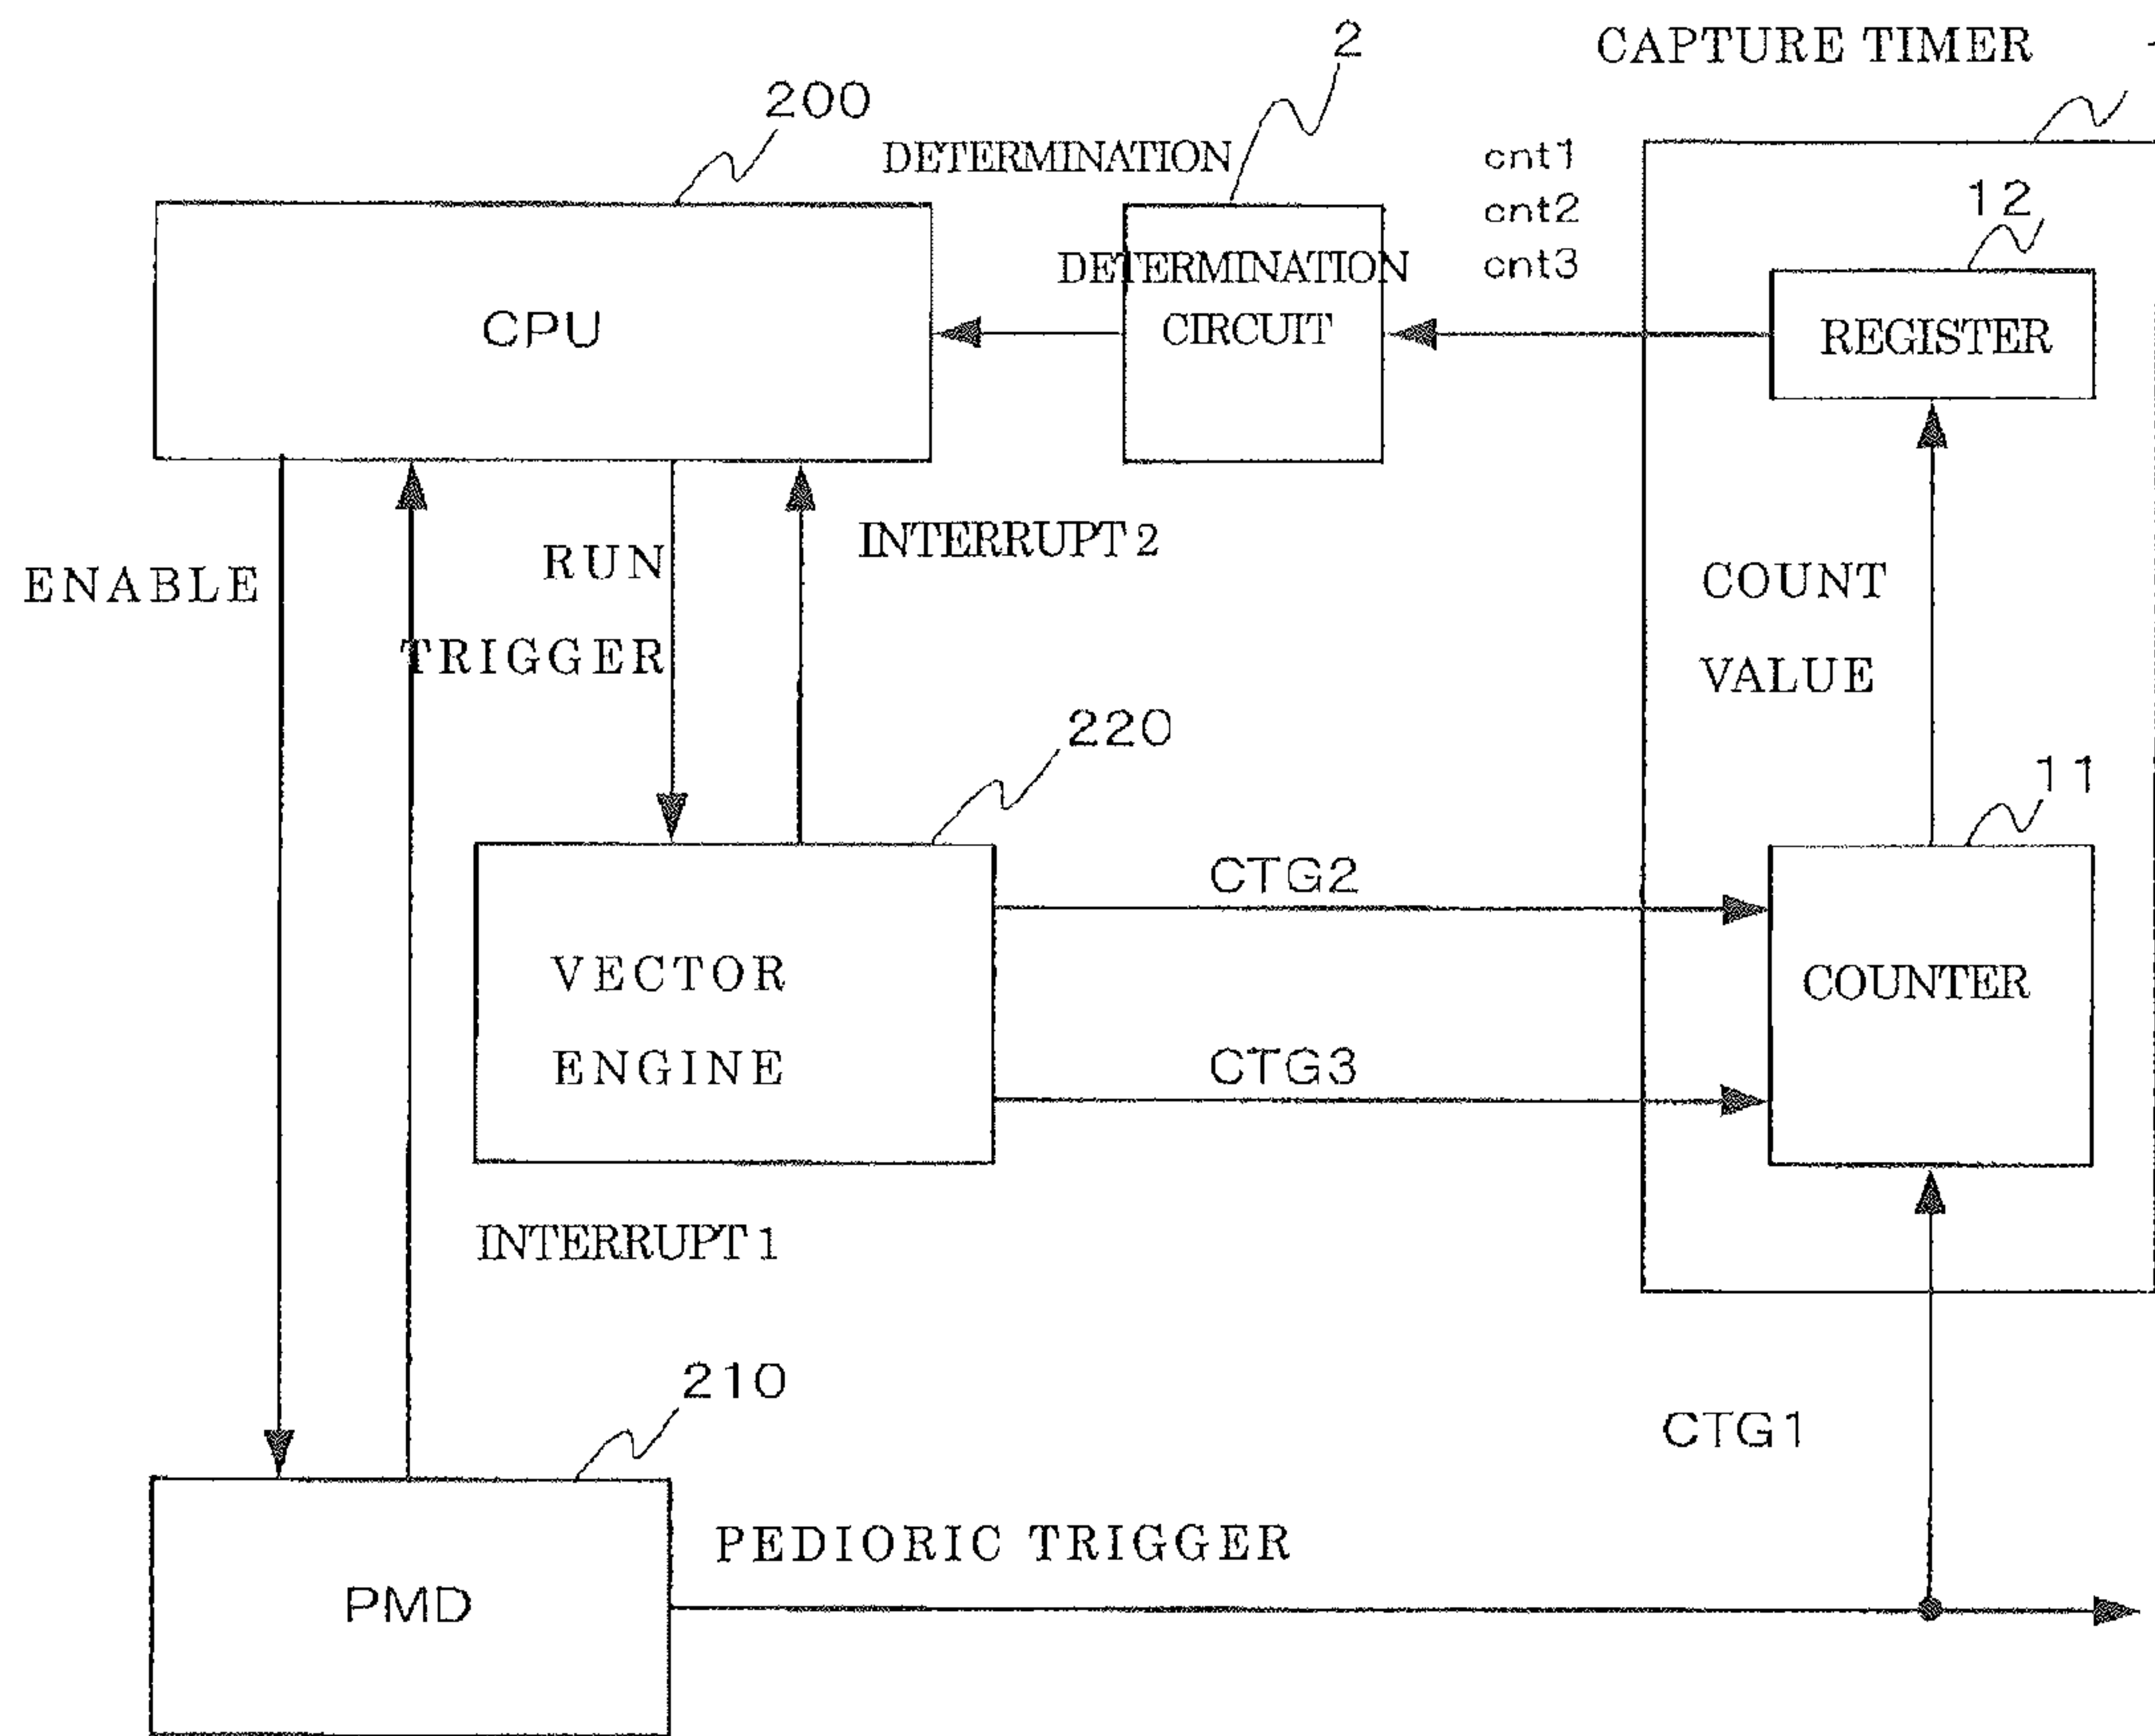 2
CAPTURE TIMER
200
DETERMINATION
cnt1
cnt2
cnt3
12
CPU
DETERMINATION
CIRCUIT
REGISTER
ENABLE
RUN
TRIGGER
INTERRUPT 2
COUNT
VALUE
220
11
VECTOR
ENGINE
CTG2
CTG3
COUNTER
INTERRUPT 1
210
CTG1
PEDIORIC TRIGGER
PMD